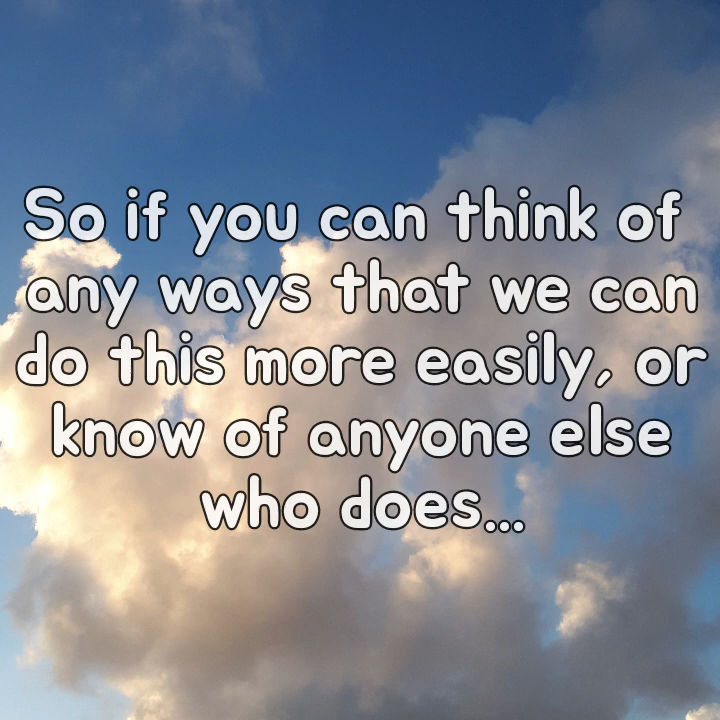 So if you can think of
any ways that we can
do this more easily, or
know of anyone else
who does...